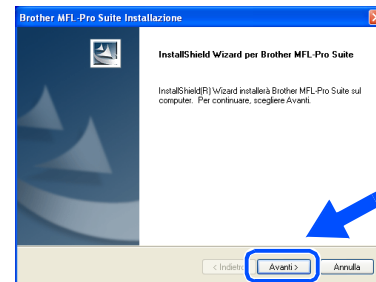 Brother MFL-Pro Suite Installazione
InstallShield Wizard per Brother MFL-Pro Suite
InstallShield(R) Wizard installerà Brother MFL-Pro Suite sul
computer. Per continuare, scegliere Avanti.
< Indietro Avanti > Annulla